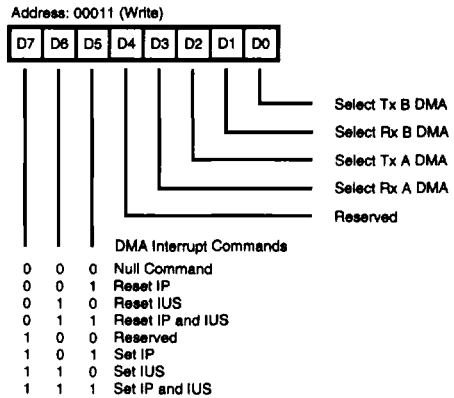 Address: 00011 (Write)
D7 D6 D5 D4 D3 D2 D1 D0
Select Tx B DMA
Select Rx B DMA
Select Tx A DMA
Select Rx A DMA
Reserved
DMA Interrupt Commands
0 0 0 Null Command
0 0 1 Reset IP
0 1 0 Reset IUS
0 1 1 Reset IP and IUS
1 0 0 Reserved
1 0 1 Set IP
1 1 0 Set IUS
1 1 1 Set IP and IUS